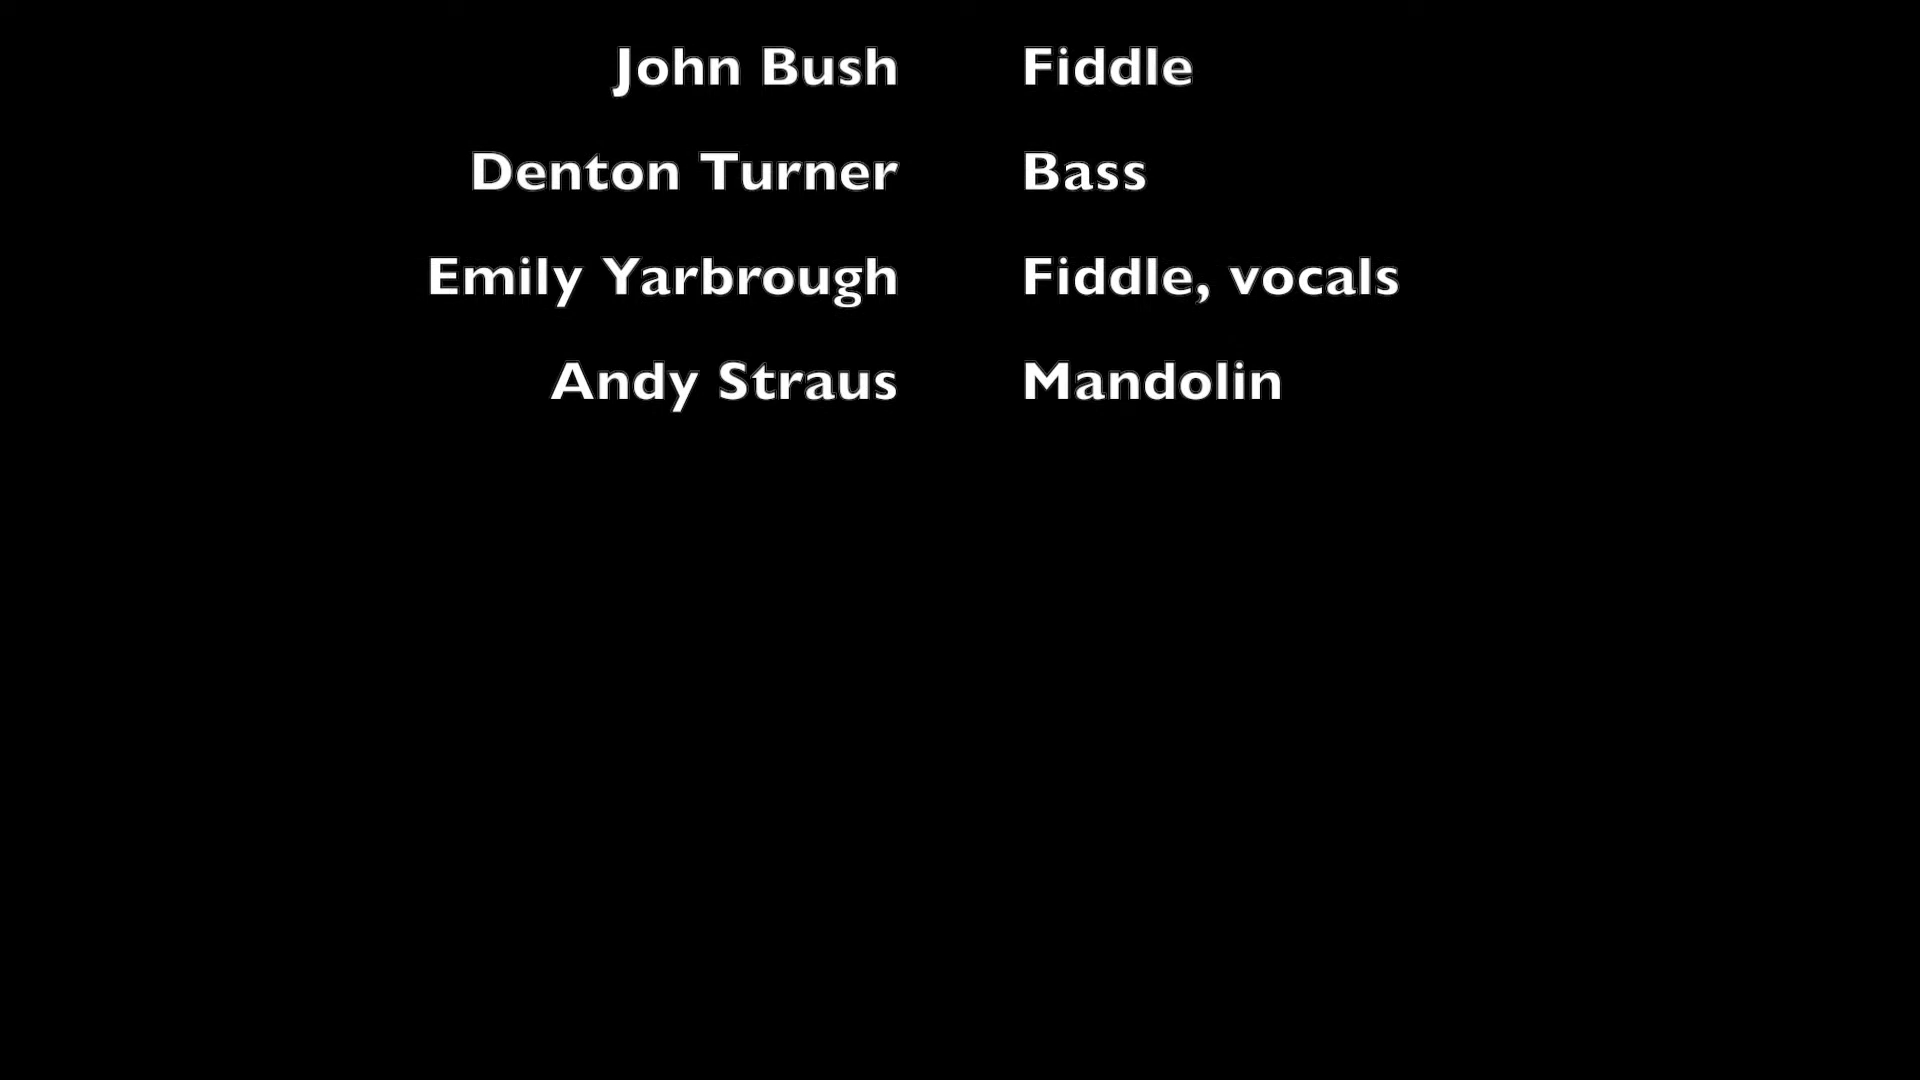 John Bush Fiddle
Denton Turner Bass
Emily Yarbrough Fiddle, vocals
Andy Straus Mandolin